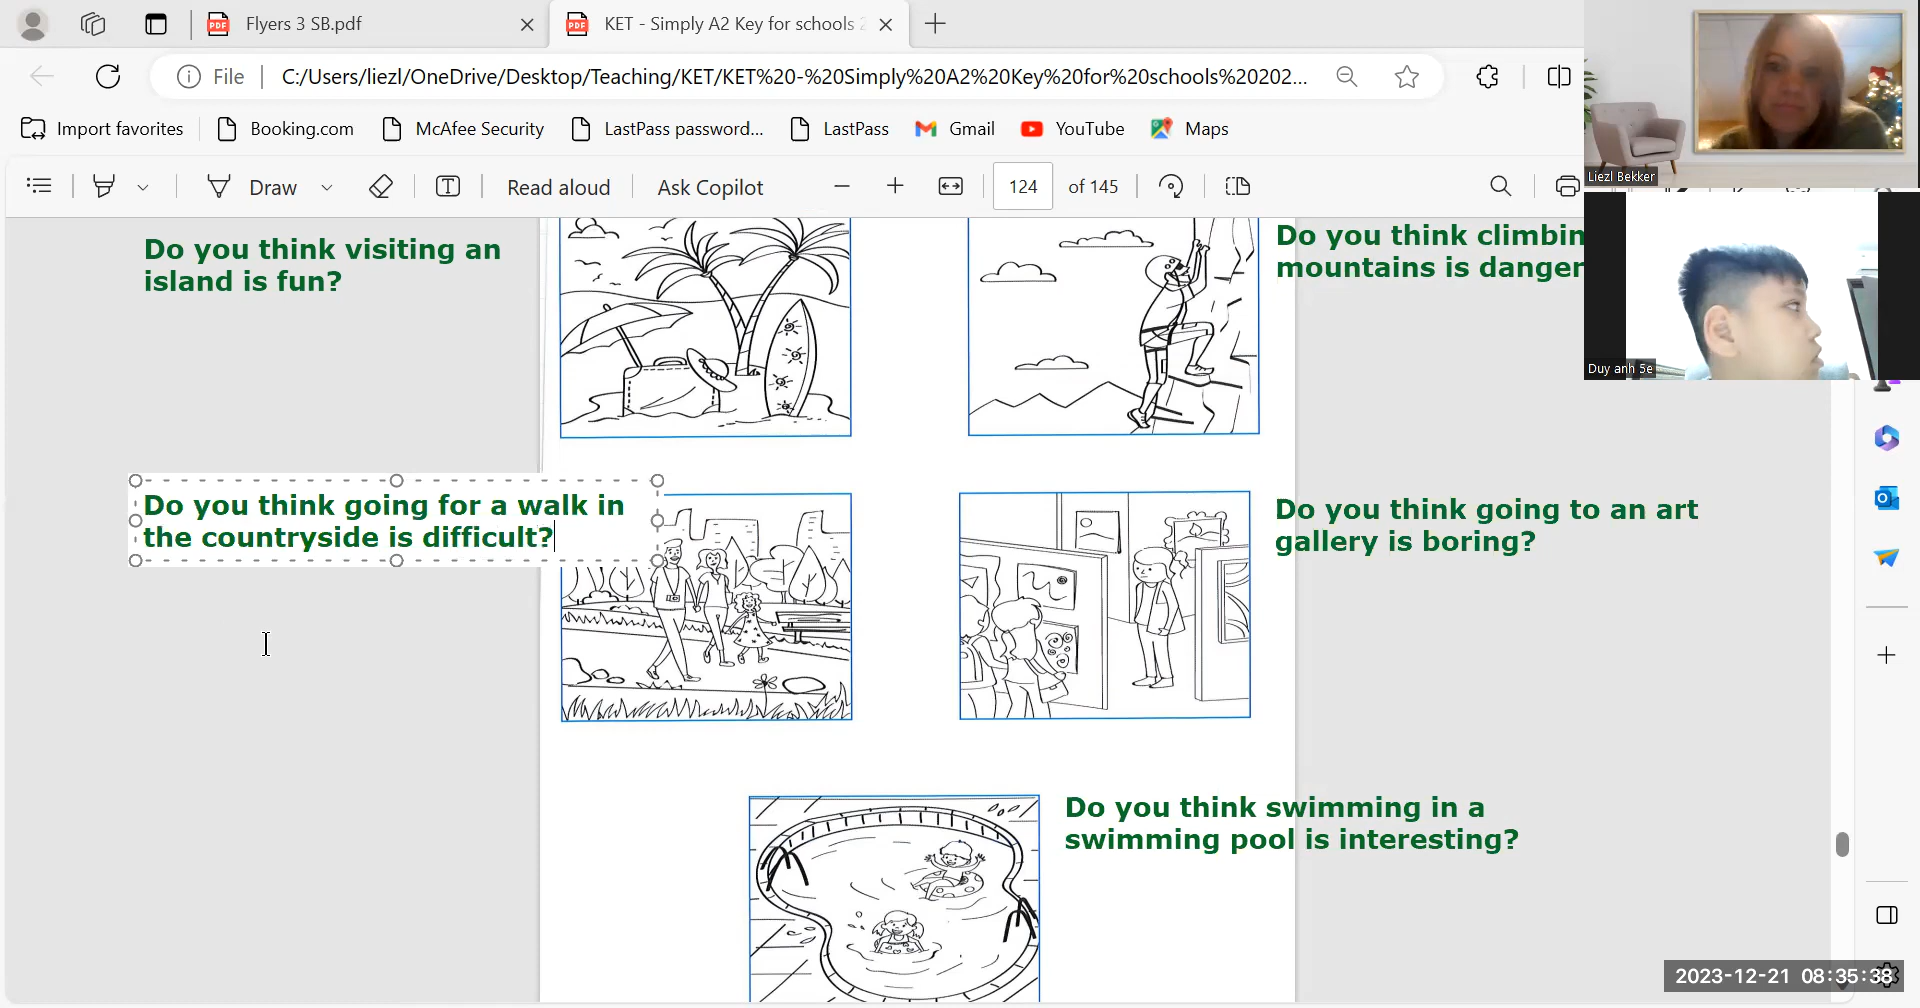 Flyers 3 SB.pdf
KET - Simply A2 Key for schools 2
File
C:/Users/liezl/OneDrive/Desktop/Teaching/KET/KET%20-%20Simply%20A2%20Key%20for%20schools%20202...
Import favorites
Booking.com
McAfee Security
LastPass password...
LastPass
Gmail
YouTube
Maps
Draw
Read aloud
Ask Copilot
124 of 145
Liezl Bekker
Duy anh 5e
Do you think visiting an
island is fun?
Do you think climbin
mountains is danger
Do you think going for a walk in
the countryside is difficult?
Do you think going to an art
gallery is boring?
Do you think swimming in a
swimming pool is interesting?
2023-12-21 08:35:38